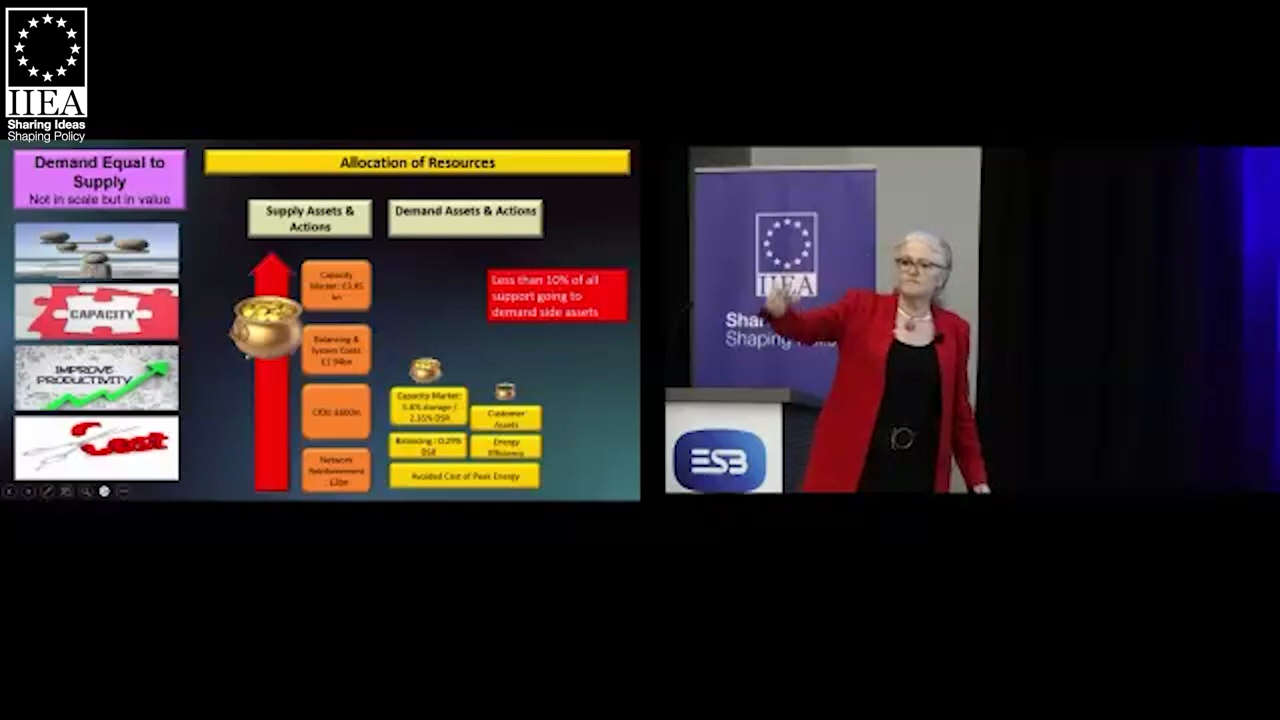 IIEA
Sharing Ideas
Shaping Policy
Demand Equal to
Supply
Not in scale but in value
CAPACITY
IMPROVE
PRODUCTIVITY
Cost
Allocation of Resources
Supply Assets &
Actions
Demand Assets & Actions
Capacity
Market:
Balancing &
System Costs
Network
Reinforcement
Less than 10% of all
support going to
demand side assets
Capacity Market:
DSR
Balancing
DSR
Customer
Assets
Energy
Efficiency
Avoided Cost of Peak Energy
IIEA
Shaping
ESB